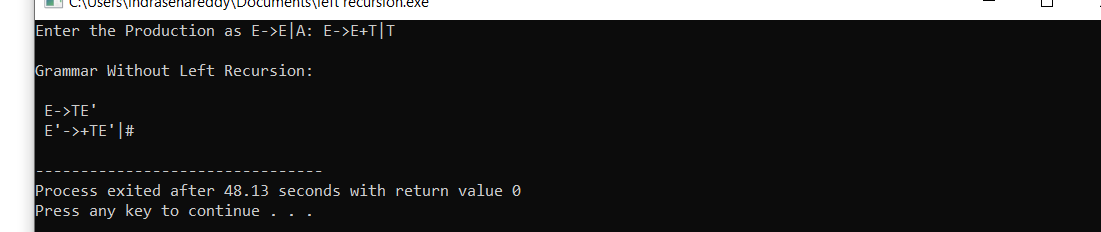 C:\Users\Indrasenareddy\Documents\left recursion.exe
Enter the Production as E->E|A: E->E+T|T
Grammar Without Left Recursion:
E->TE'
E'->+TE'|#
--------------------------------
Process exited after 48.13 seconds with return value 0
Press any key to continue . . .